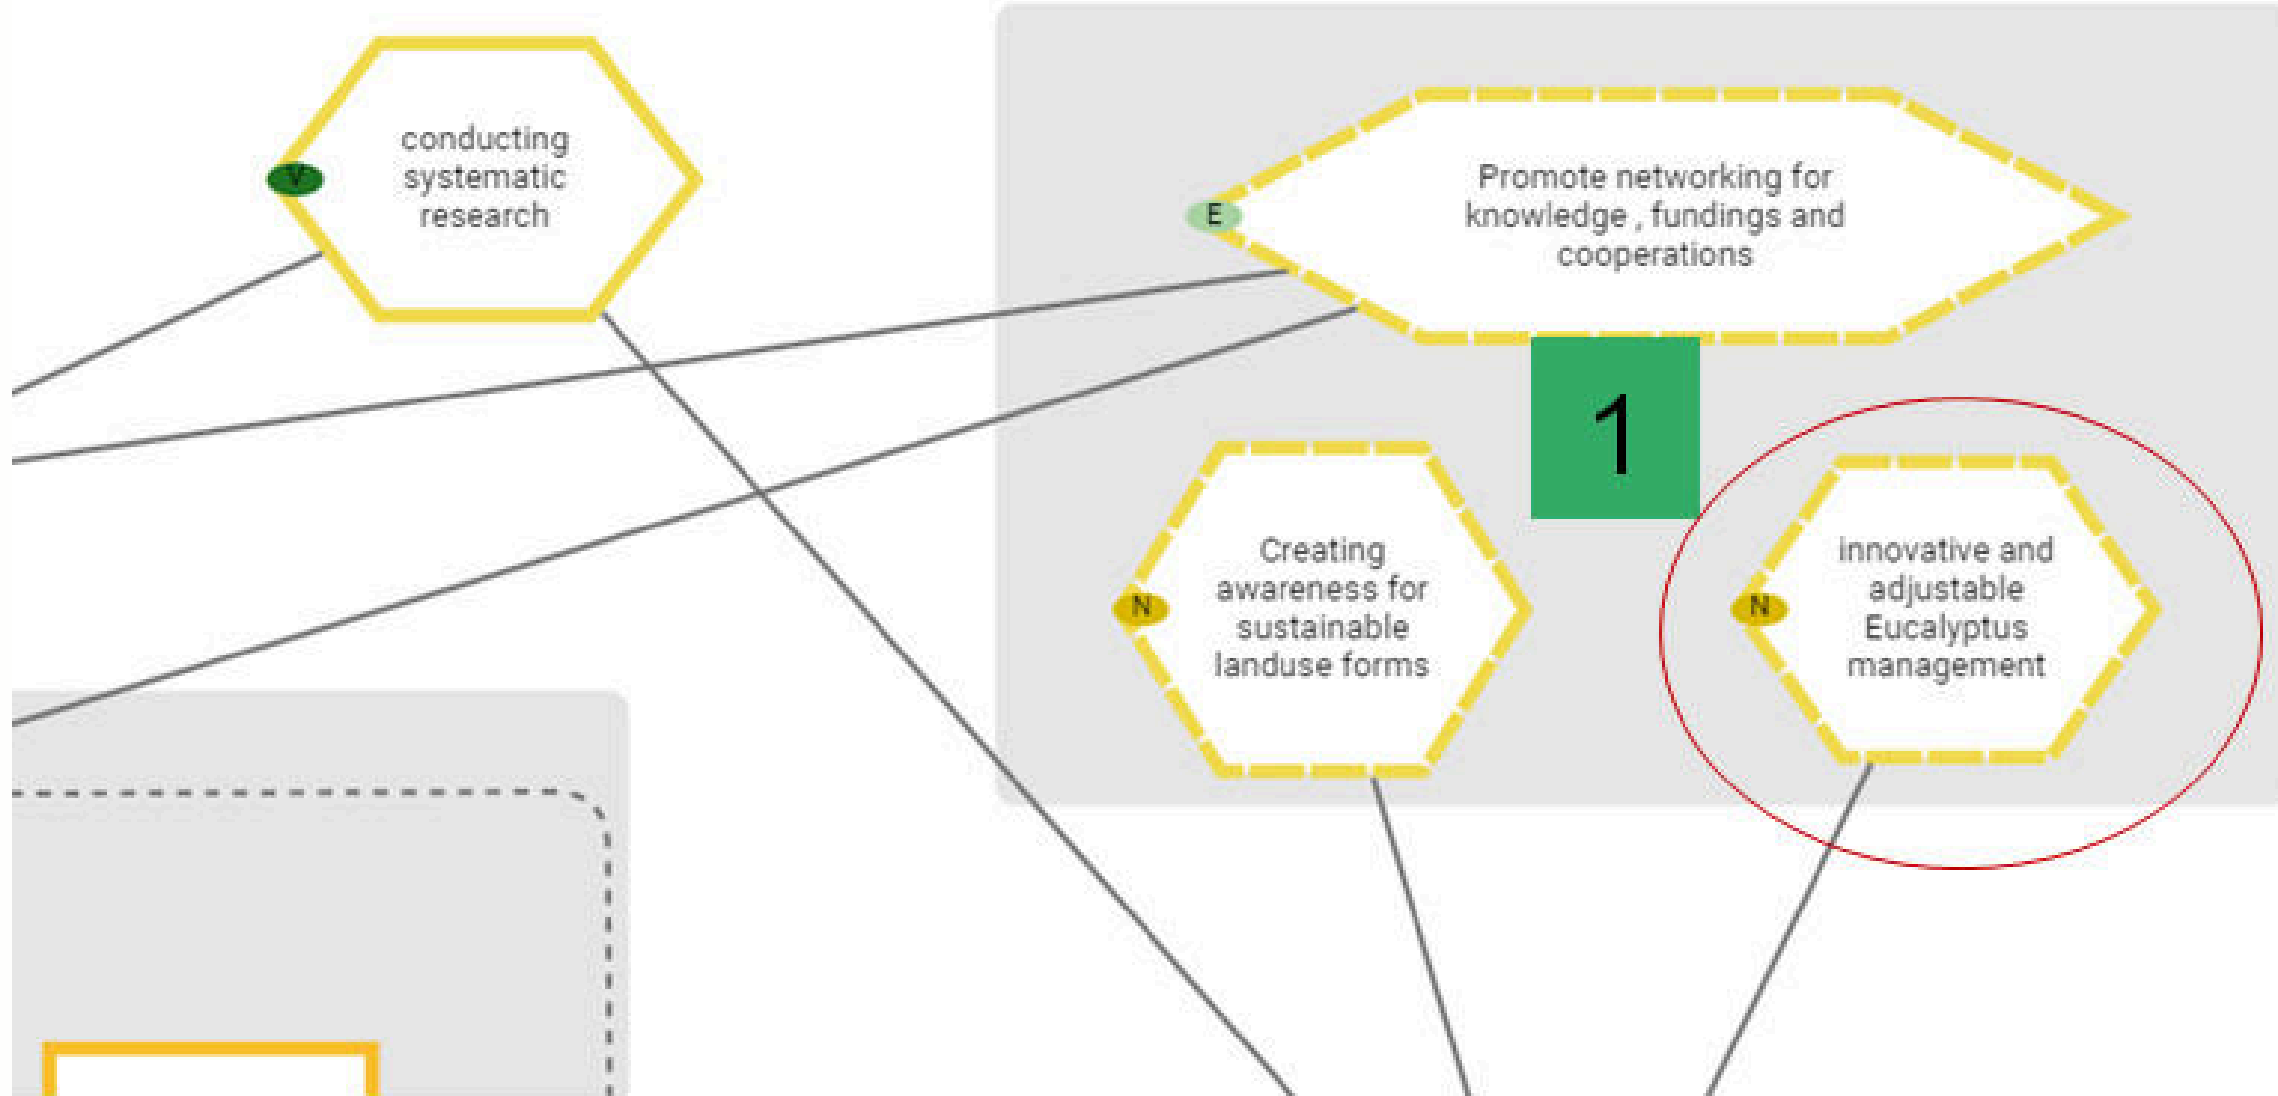 conducting
systematic
research
V
Promote networking for
knowledge , fundings and
cooperations
E
1
Creating
awareness for
sustainable
landuse forms
N
innovative and
adjustable
Eucalyptus
management
N